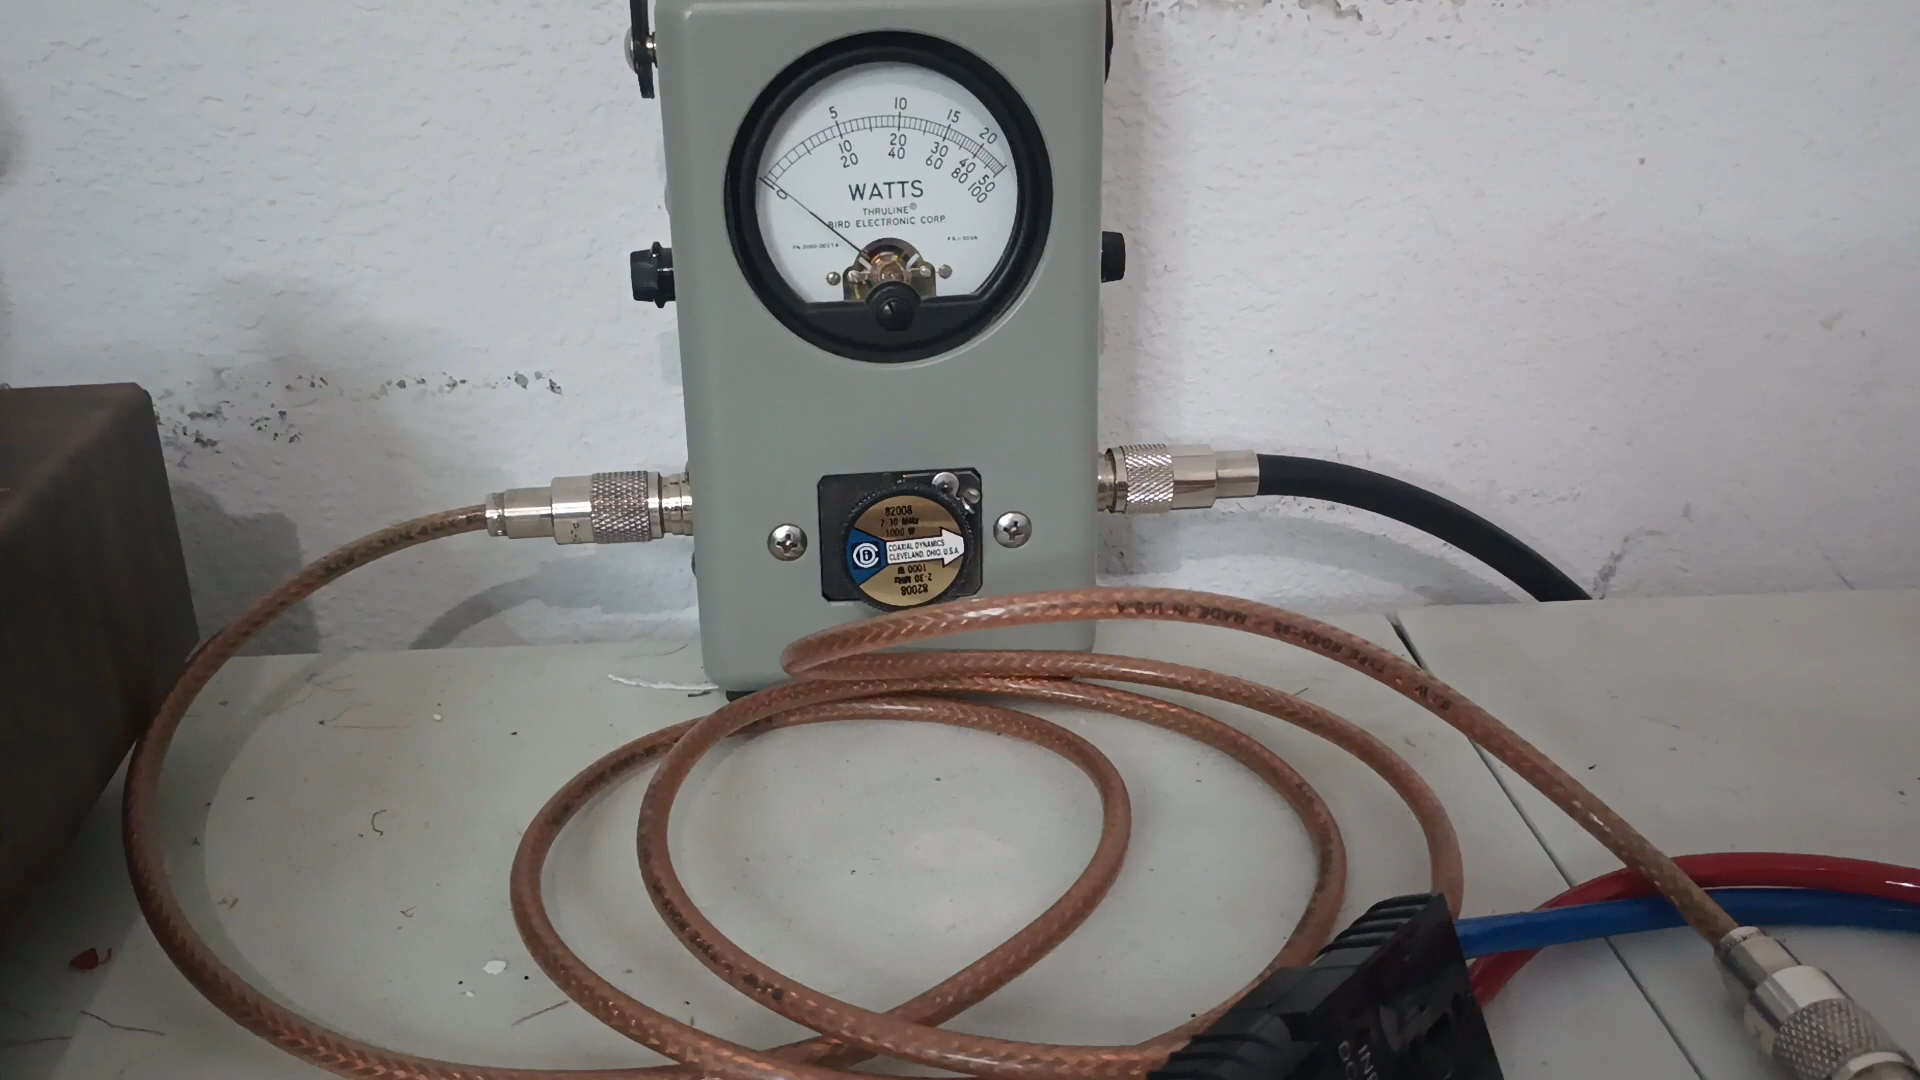 5 10 15 20
10 20 30 40 50
20 40 60 80 100
0
WATTS
THRULINE®
BIRD ELECTRONIC CORP.
82008
2-30 MHz
1000 W
COAXIAL DYNAMICS
CLEVELAND, OHIO, U.S.A.
1000 W
2-30 MHz
82008
MADE IN U-S-A
TYPE